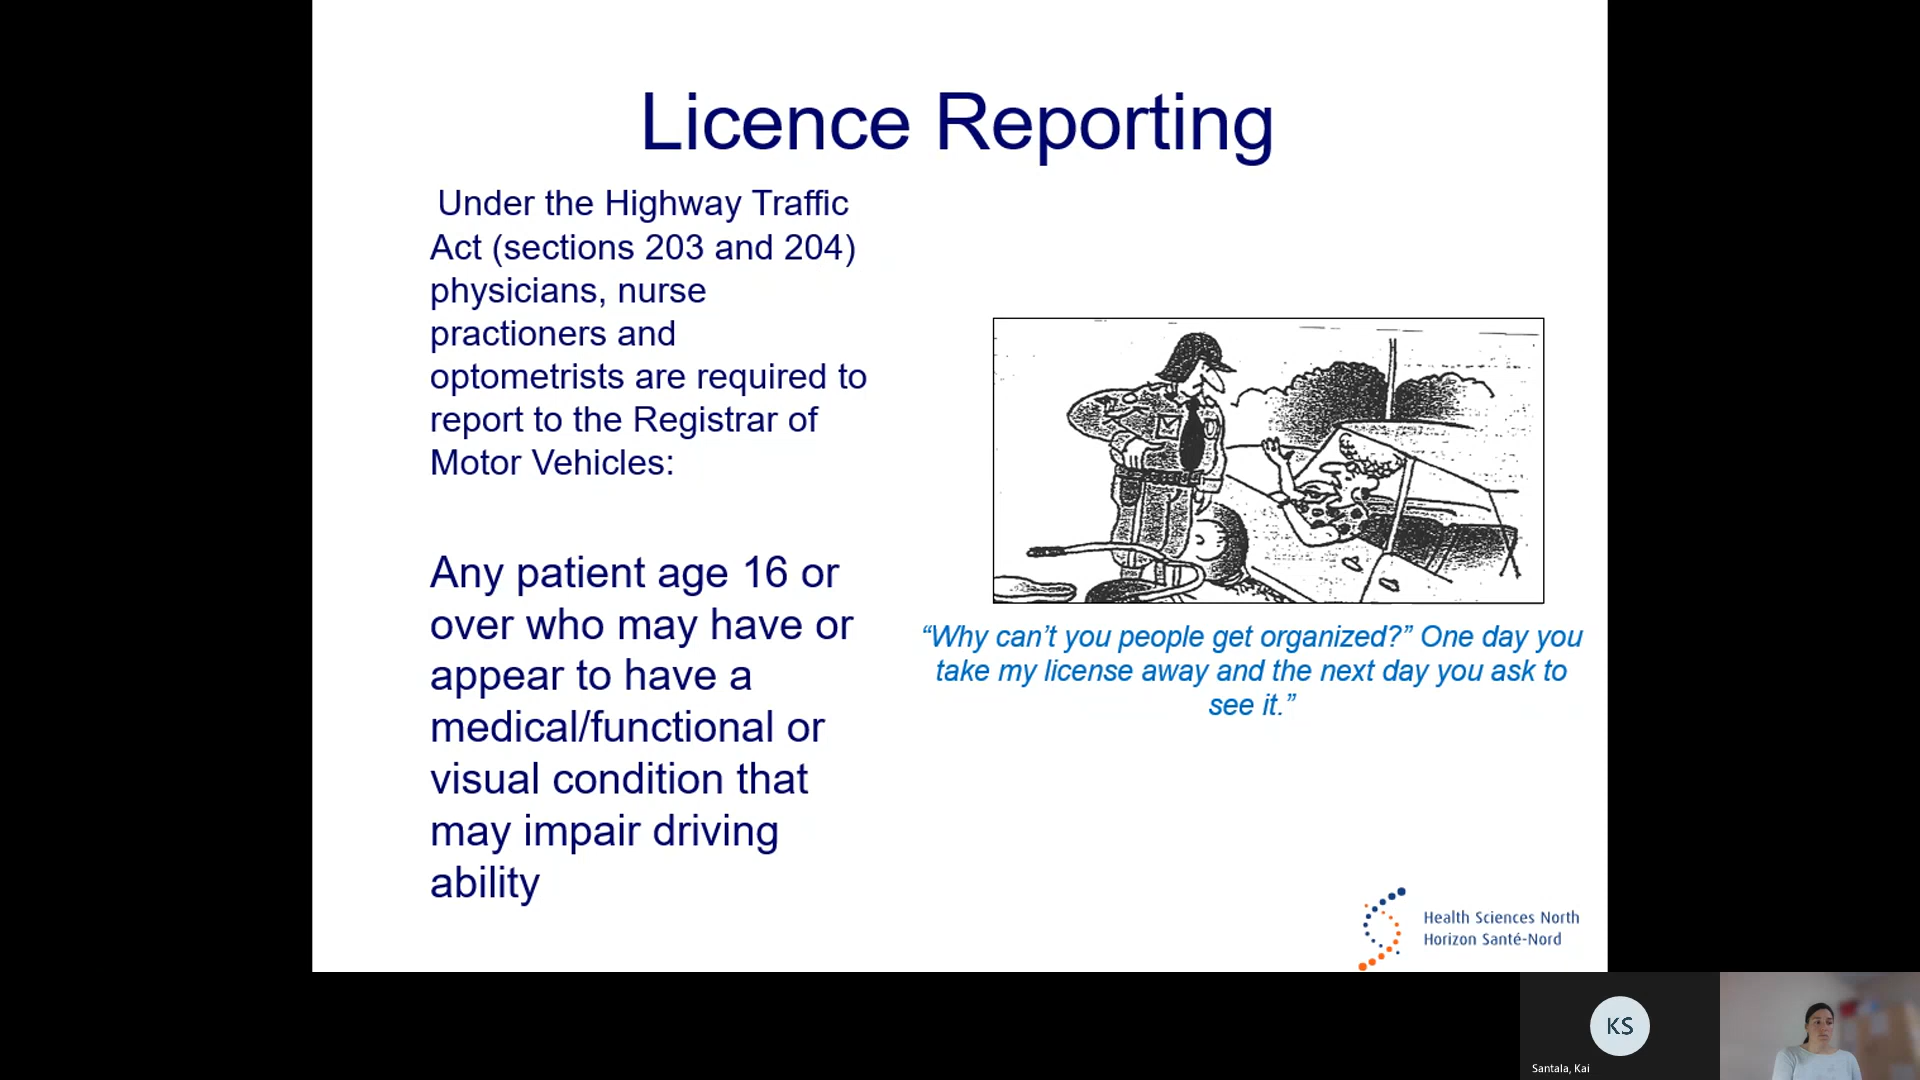 Licence Reporting
Under the Highway Traffic
Act (sections 203 and 204)
physicians, nurse
practioners and
optometrists are required to
report to the Registrar of
Motor Vehicles:
Any patient age 16 or
over who may have or
appear to have a
medical/functional or
visual condition that
may impair driving
ability
“Why can’t you people get organized?” One day you
take my license away and the next day you ask to
see it.”
Health Sciences North
Horizon Santé-Nord
KS
Santala, Kai